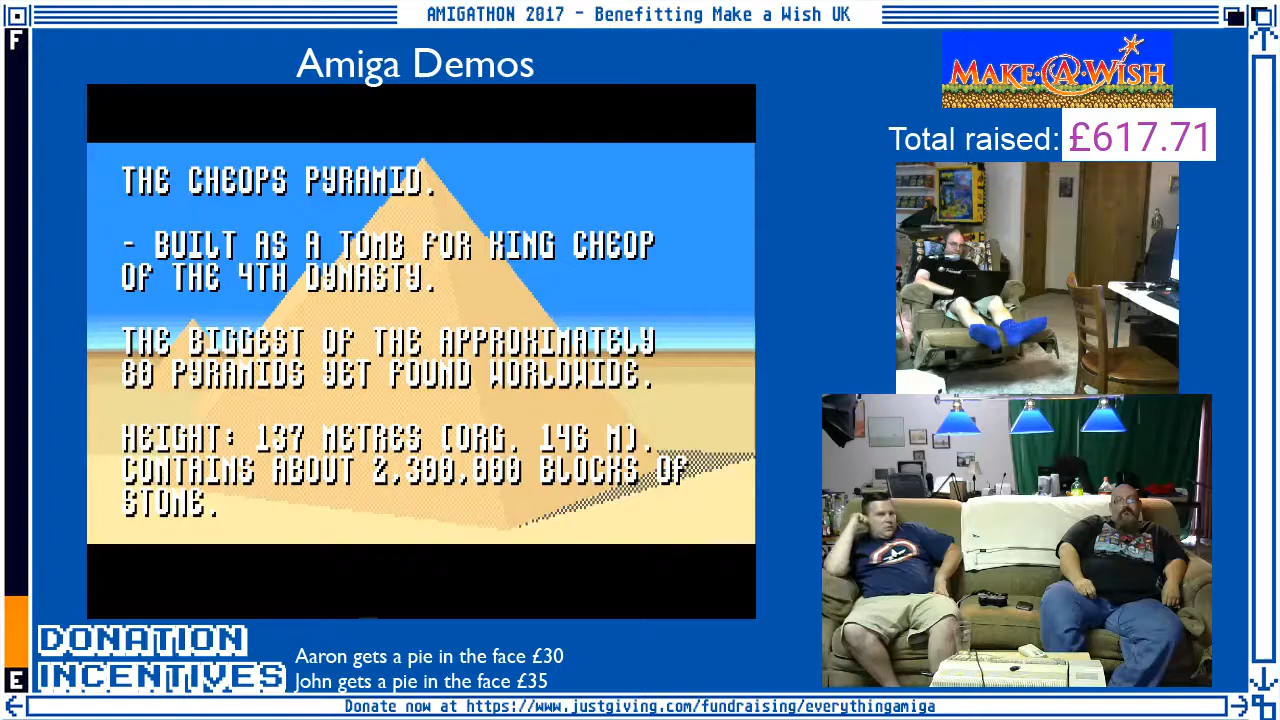 AMIGATHON 2017 - Benefitting Make a Wish UK
F
Amiga Demos
MAKE-A-WISH
Total raised: £617.71
THE CHEOPS PYRAMID.
- BUILT AS A TOMB FOR KING CHEOP
OF THE 4TH DYNASTY.
THE BIGGEST OF THE APPROXIMATELY
80 PYRAMIDS YET FOUND WORLDWIDE.
HEIGHT: 137 METRES (ORG. 146 M).
CONTAINS ABOUT 2,300,000 BLOCKS OF
STONE.
DONATION
INCENTIVES
E
Aaron gets a pie in the face £30
John gets a pie in the face £35
Donate now at https://www.justgiving.com/fundraising/everythingamiga